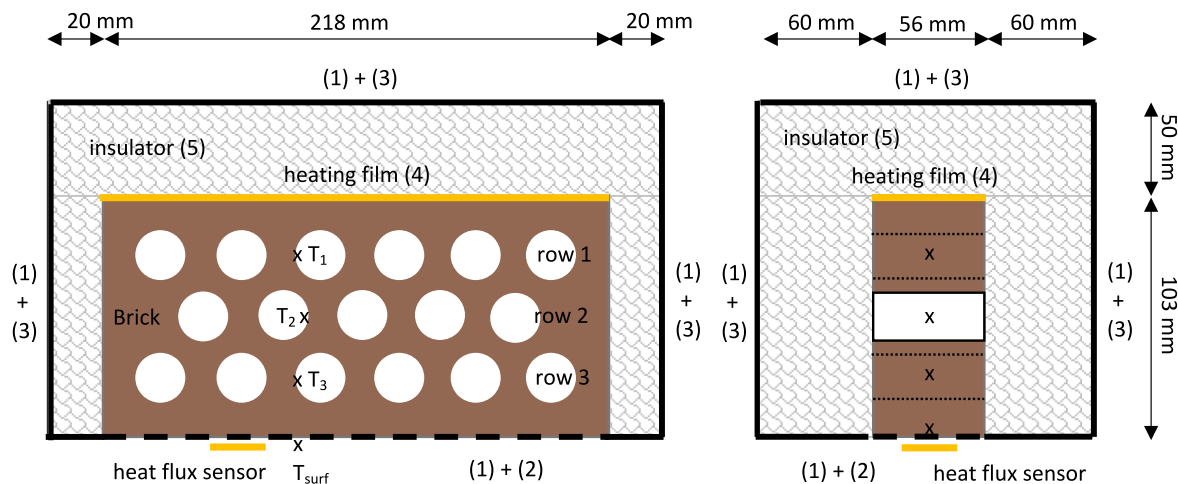 20 mm 218 mm 20 mm 60 mm 56 mm 60 mm
(1) + (3) (1) + (3)
insulator (5) insulator (5)
50 mm
heating film (4) heating film (4)
x T1 row 1 x
(1) + (3) (1) + (3) (1) + (3) (1) + (3)
Brick T2 x row 2 x
103 mm
x T3 row 3 x
x x
heat flux sensor Tsurf (1) + (2) (1) + (2) heat flux sensor